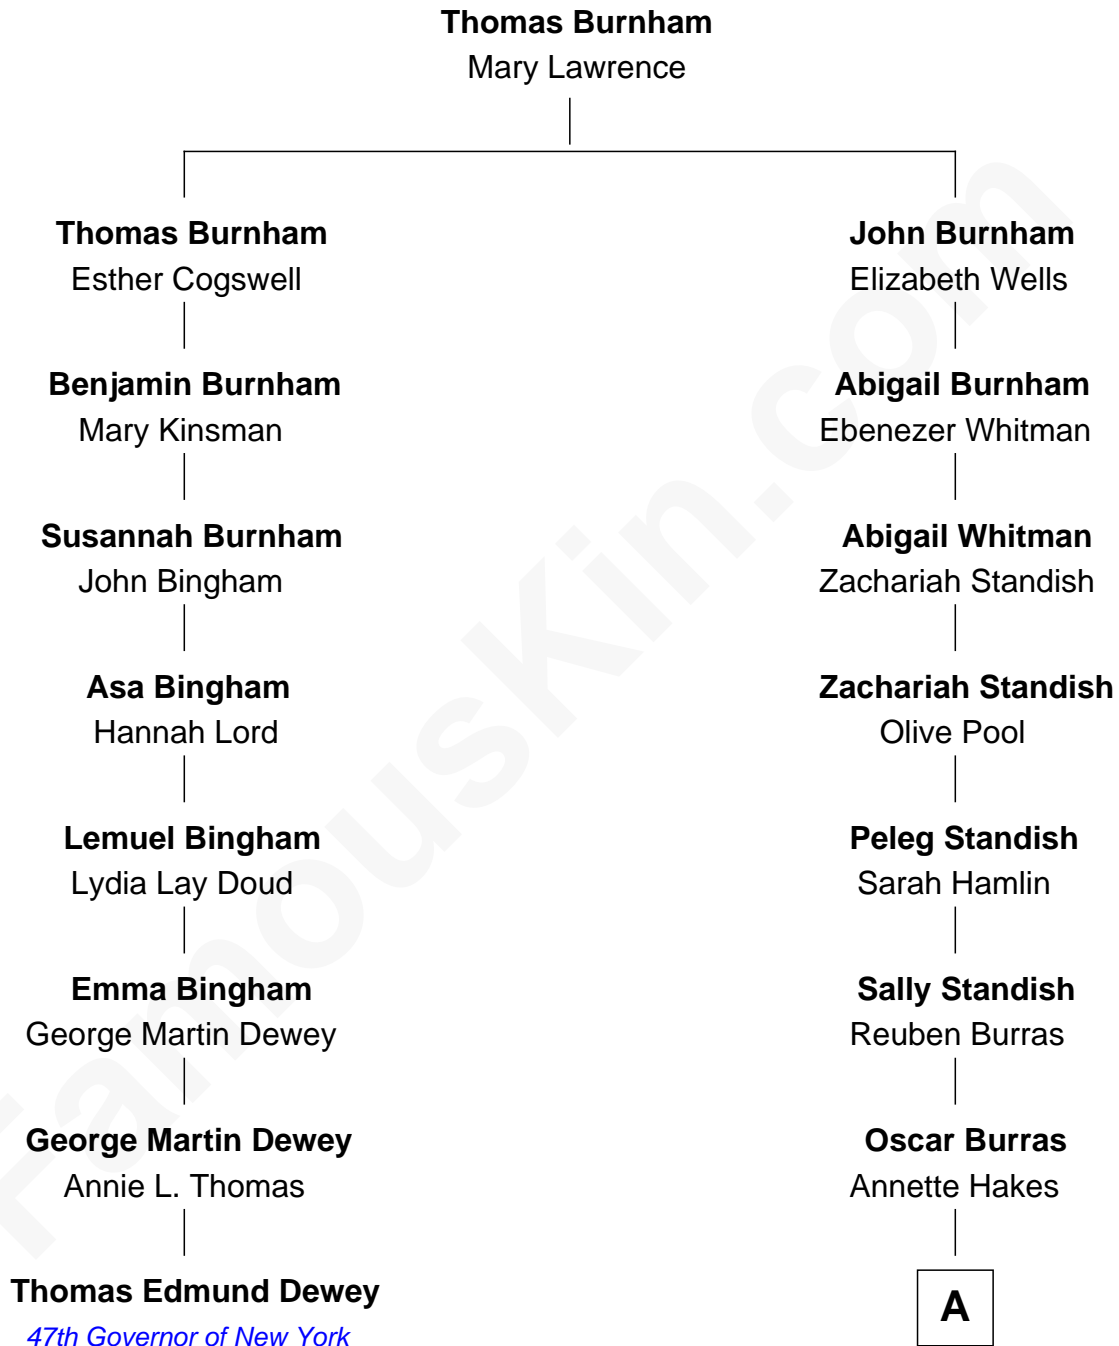 Thomas Burnham
Mary Lawrence
Thomas Burnham
Esther Cogswell
John Burnham
Elizabeth Wells
Benjamin Burnham
Mary Kinsman
Abigail Burnham
Ebenezer Whitman
Susannah Burnham
John Bingham
Abigail Whitman
Zachariah Standish
Asa Bingham
Hannah Lord
Zachariah Standish
Olive Pool
Lemuel Bingham
Lydia Lay Doud
Peleg Standish
Sarah Hamlin
Emma Bingham
George Martin Dewey
Sally Standish
Reuben Burras
George Martin Dewey
Annie L. Thomas
Oscar Burras
Annette Hakes
Thomas Edmund Dewey
47th Governor of New York
A
FamousKin.com